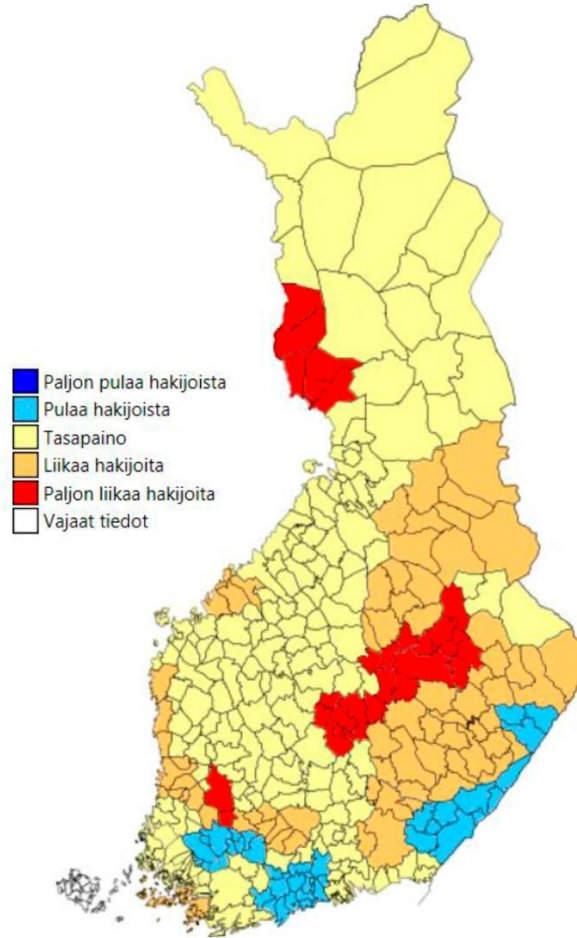 Paljon pulaa hakijoista
Pulaa hakijoista
Tasapaino
Liikaa hakijoita
Paljon liikaa hakijoita
Vajaat tiedot